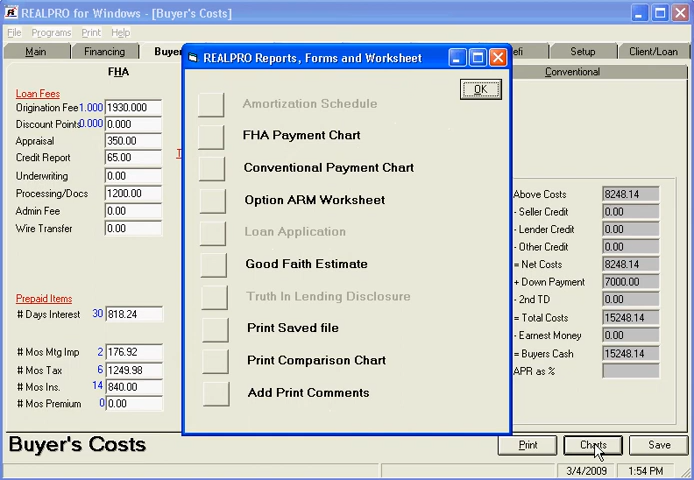 REALPRO for Windows - [Buyer's Costs]
File Programs Print Help
Main Financing Buyer efi Setup Client/Loan
FHA
Conventional
REALPRO Reports, Forms and Worksheet
OK
Amortization Schedule
FHA Payment Chart
Conventional Payment Chart
Option ARM Worksheet
Loan Application
Good Faith Estimate
Truth In Lending Disclosure
Print Saved file
Print Comparison Chart
Add Print Comments
Loan Fees
Origination Fee 1.000 1930.000
Discount Points 0.000 0.000
Appraisal 350.00
Credit Report 65.00
Underwriting 0.00
Processing/Docs 1200.00
Admin Fee 0.00
Wire Transfer 0.00
Prepaid Items
# Days Interest 30 818.24
# Mos Mtg Imp 2 176.92
# Mos Tax 6 1249.98
# Mos Ins. 14 840.00
# Mos Premium 0 0.00
T
Above Costs 8248.14
- Seller Credit 0.00
- Lender Credit 0.00
- Other Credit 0.00
= Net Costs 8248.14
+ Down Payment 7000.00
- 2nd TD 0.00
= Total Costs 15248.14
- Earnest Money 0.00
= Buyers Cash 15248.14
APR as %
Buyer's Costs
Print Charts Save
3/4/2009 1:54 PM